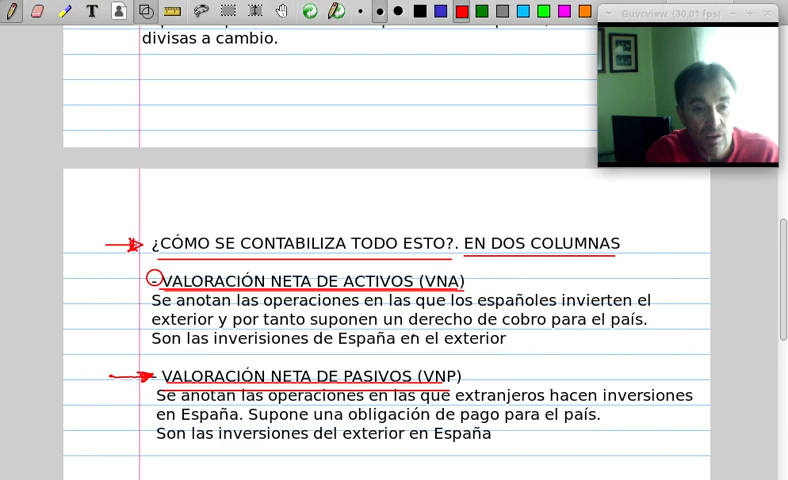 Guvcview (30,01 fps)
divisas a cambio.
¿CÓMO SE CONTABILIZA TODO ESTO?. EN DOS COLUMNAS
- VALORACIÓN NETA DE ACTIVOS (VNA)
Se anotan las operaciones en las que los españoles invierten el
exterior y por tanto suponen un derecho de cobro para el país.
Son las inverisiones de España en el exterior
- VALORACIÓN NETA DE PASIVOS (VNP)
Se anotan las operaciones en las que extranjeros hacen inversiones
en España. Supone una obligación de pago para el país.
Son las inversiones del exterior en España